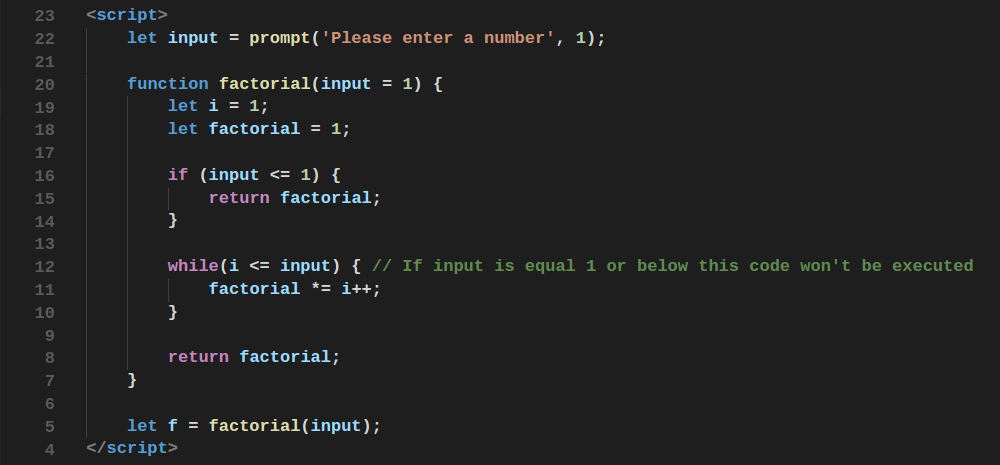 23 <script>
22 let input = prompt('Please enter a number', 1);
21
20 function factorial(input = 1) {
19 let i = 1;
18 let factorial = 1;
17
16 if (input <= 1) {
15 return factorial;
14 }
13
12 while(i <= input) { // If input is equal 1 or below this code won't be executed
11 factorial *= i++;
10 }
9
8 return factorial;
7 }
6
5 let f = factorial(input);
4 </script>